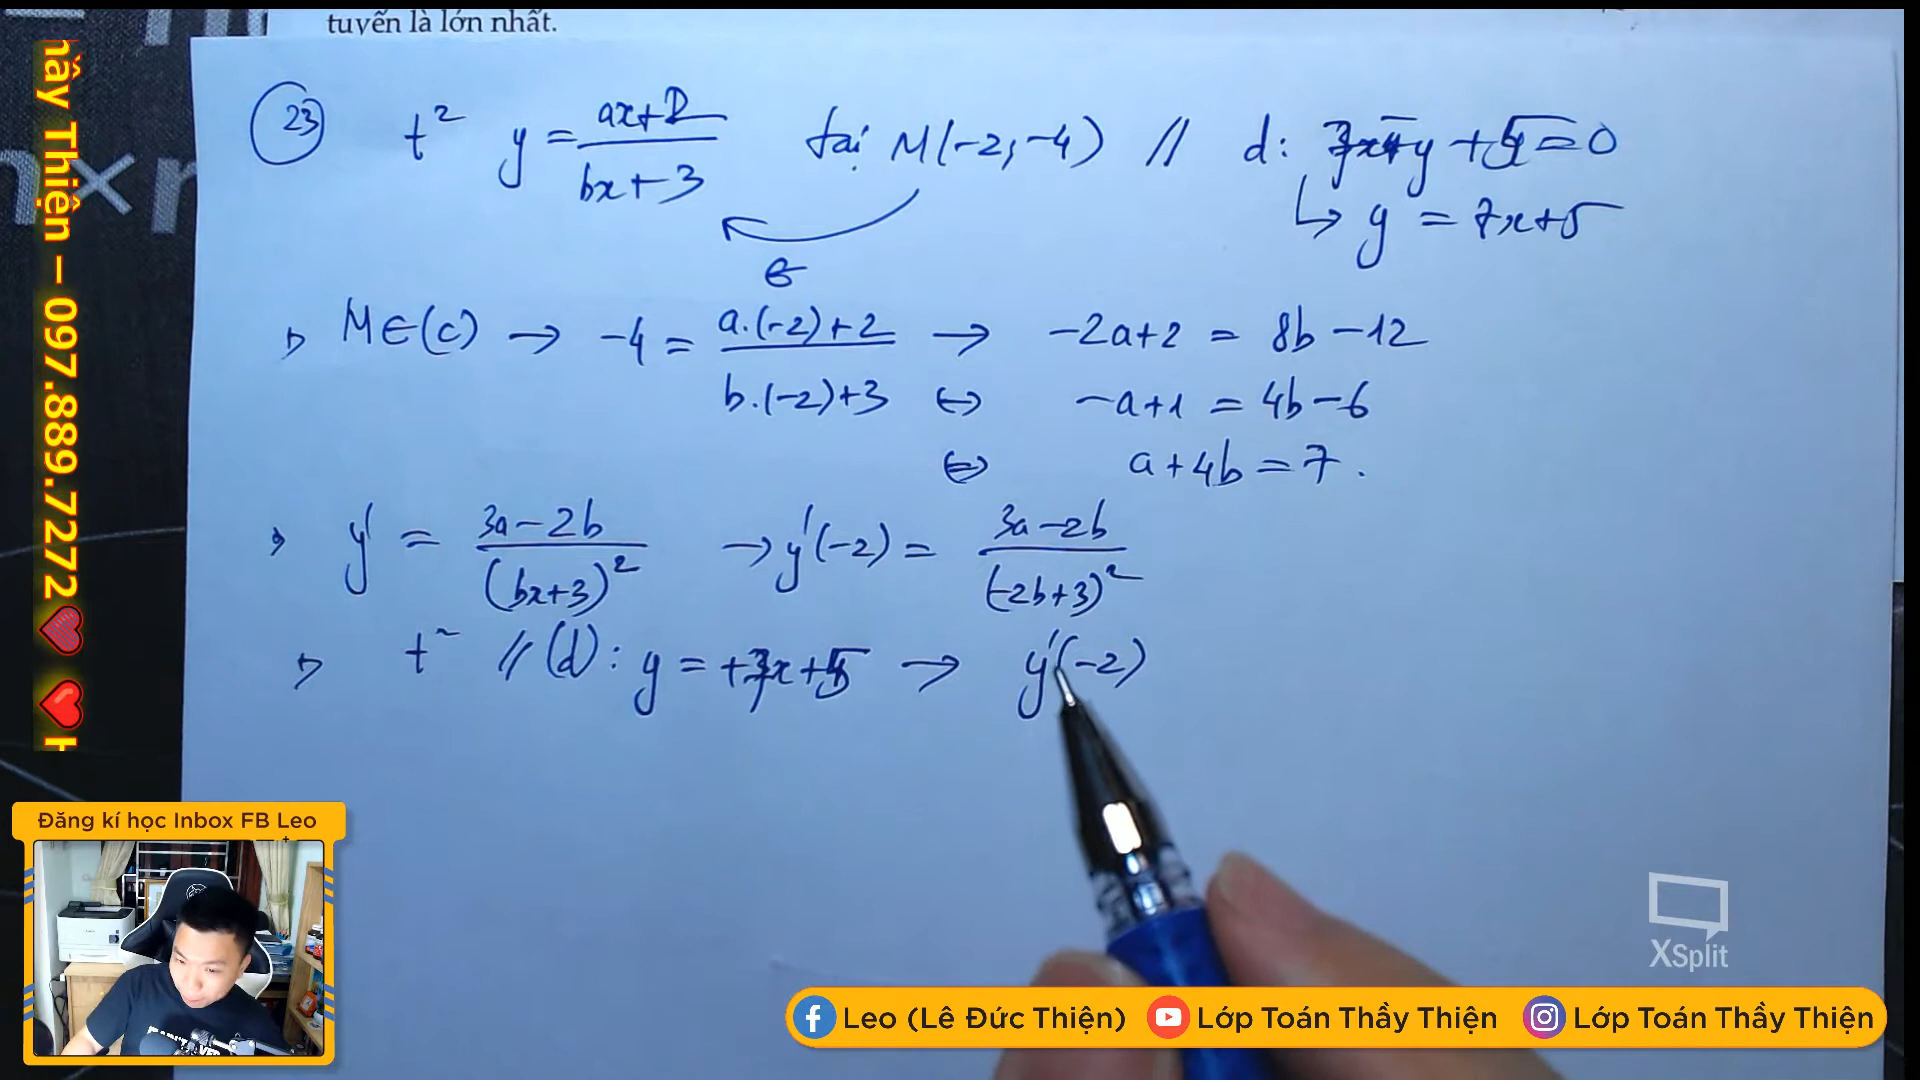 tuyến là lớn nhất.
23 t² y = (ax+2)/(bx+3) tại M(-2,-4) // d: 7x - y + 5 = 0
↳ y = 7x+5
▷ M∈(C) → -4 = (a.(-2)+2)/(b.(-2)+3) → -2a+2 = 8b-12
↔ -a+1 = 4b-6
⇔ a+4b = 7.
y' = (3a-2b)/(bx+3)² → y'(-2) = (3a-2b)/(-2b+3)²
▷ t~ // (d): y = +7x+5 → y'(-2)
hầy Thiện – 097.889.7272
Đăng kí học Inbox FB Leo
XSplit
Leo (Lê Đức Thiện) Lớp Toán Thầy Thiện Lớp Toán Thầy Thiện